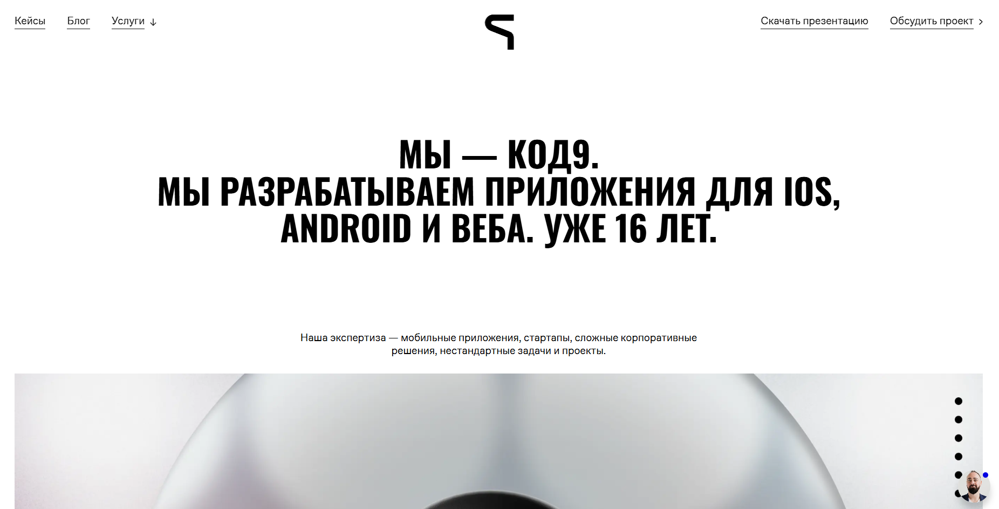 Кейсы
Блог
Услуги ↓
Скачать презентацию
Обсудить проект >
МЫ — КОД9.
МЫ РАЗРАБАТЫВАЕМ ПРИЛОЖЕНИЯ ДЛЯ IOS,
ANDROID И ВЕБА. УЖЕ 16 ЛЕТ.
Наша экспертиза — мобильные приложения, стартапы, сложные корпоративные
решения, нестандартные задачи и проекты.